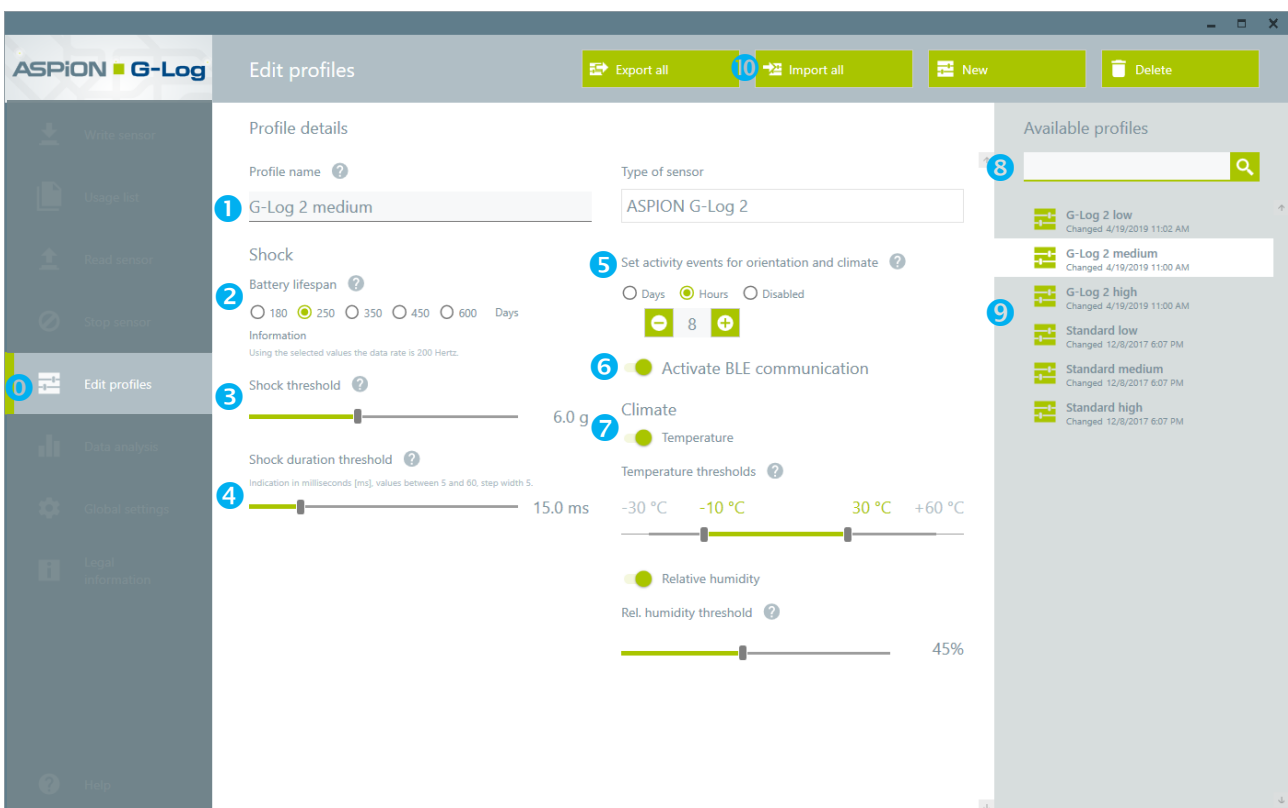 ASPION G-Log
Edit profiles
Export all
10
Import all
New
Delete
Write sensor
Usage list
Read sensor
Stop sensor
0
Edit profiles
Data analysis
Global settings
Legal
information
Help
Profile details
Profile name ?
1
G-Log 2 medium
Type of sensor
ASPION G-Log 2
Shock
2
Battery lifespan ?
180 250 350 450 600 Days
Information
Using the selected values the data rate is 200 Hertz.
3
Shock threshold ?
6.0 g
Shock duration threshold ?
4
Indication in milliseconds [ms], values between 5 and 60, step width 5.
15.0 ms
5
Set activity events for orientation and climate ?
Days Hours Disabled
8
6
Activate BLE communication
Climate
7
Temperature
Temperature thresholds ?
-30 °C -10 °C 30 °C +60 °C
Relative humidity
Rel. humidity threshold ?
45%
Available profiles
8
G-Log 2 low
Changed 4/19/2019 11:02 AM
G-Log 2 medium
Changed 4/19/2019 11:00 AM
9
G-Log 2 high
Changed 4/19/2019 11:00 AM
Standard low
Changed 12/8/2017 6:07 PM
Standard medium
Changed 12/8/2017 6:07 PM
Standard high
Changed 12/8/2017 6:07 PM